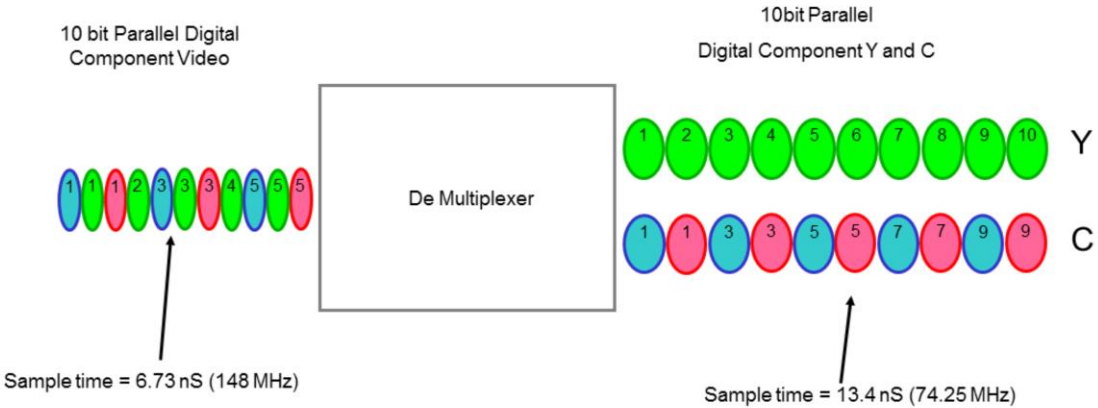 10 bit Parallel Digital
Component Video
10bit Parallel
Digital Component Y and C
1 1 1 2 3 3 3 4 5 5 5
De Multiplexer
1 2 3 4 5 6 7 8 9 10 Y
1 1 3 3 5 5 7 7 9 9 C
Sample time = 6.73 nS (148 MHz)
Sample time = 13.4 nS (74.25 MHz)